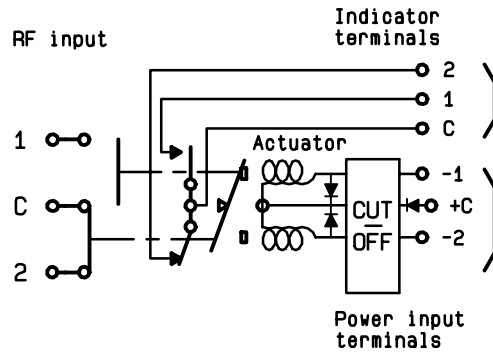 Indicator
terminals
RF input
2
1
C
Actuator
1
C
2
-1
+C
-2
CUT
OFF
Power input
terminals